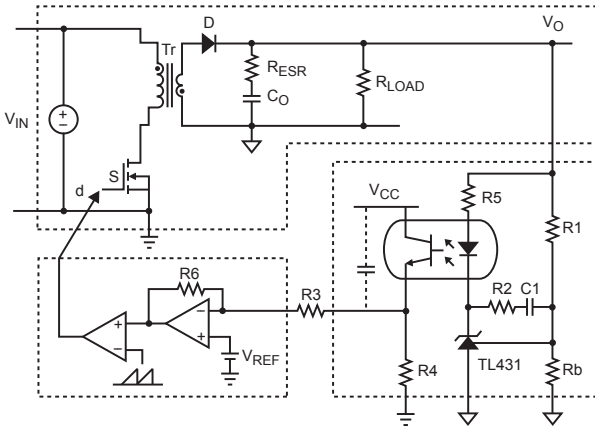 D
V_O
Tr
R_ESR
C_O
R_LOAD
V_IN
S
d
V_CC
R5
R1
R6
R3
R2
C1
V_REF
R4
TL431
Rb